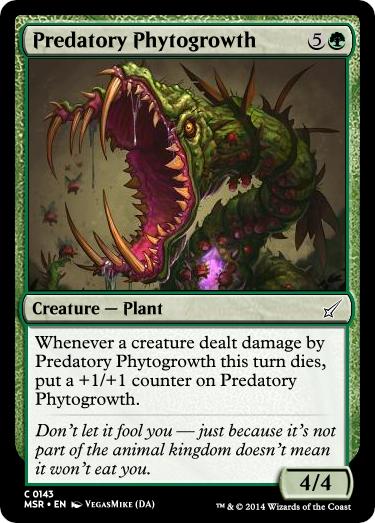 Predatory Phytogrowth 5
Creature — Plant
Whenever a creature dealt damage by
Predatory Phytogrowth this turn dies,
put a +1/+1 counter on Predatory
Phytogrowth.
Don't let it fool you — just because it's not
part of the animal kingdom doesn't mean
it won't eat you.
4/4
C 0143
MSR • EN VegasMike (DA)
™ & © 2014 Wizards of the Coast